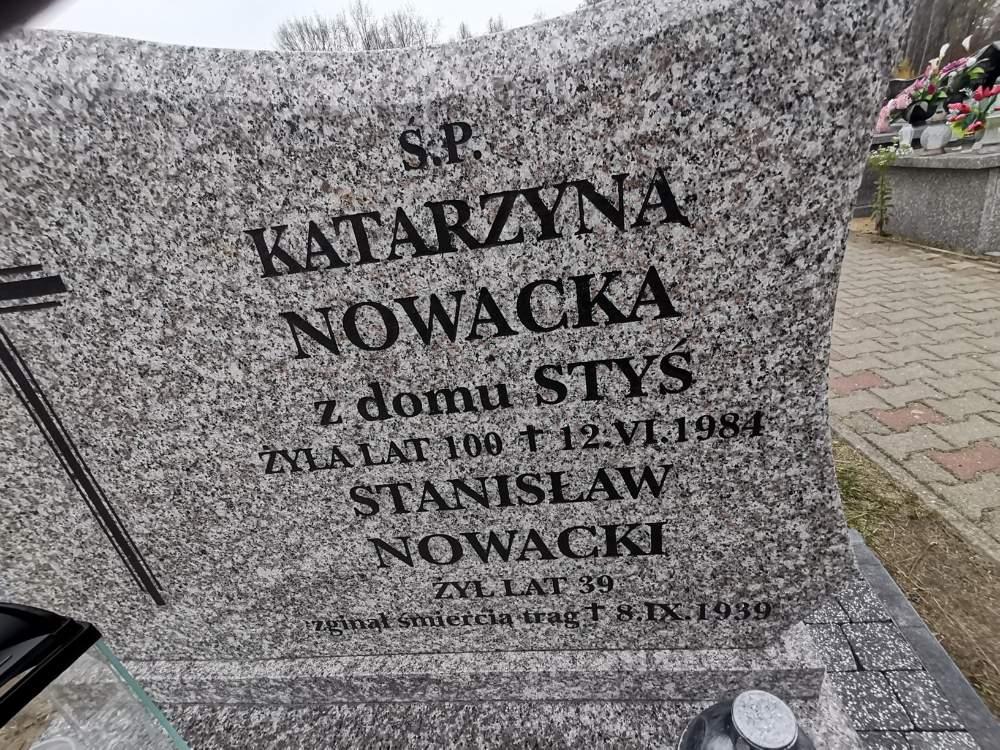 Ś.P.
KATARZYNA
NOWACKA
z domu STYŚ
ŻYŁA LAT 100 † 12.VI.1984
STANISŁAW
NOWACKI
ŻYŁ LAT 39
zginął śmiercią trag † 8.IX.1939